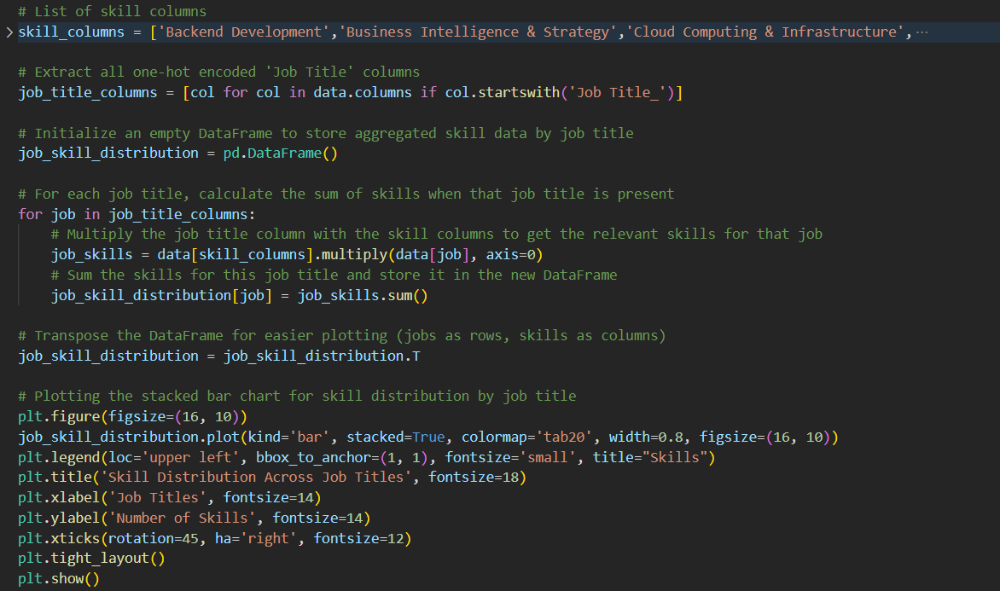 # List of skill columns
skill_columns = ['Backend Development','Business Intelligence & Strategy','Cloud Computing & Infrastructure', ...
# Extract all one-hot encoded 'Job Title' columns
job_title_columns = [col for col in data.columns if col.startswith('Job Title_')]
# Initialize an empty DataFrame to store aggregated skill data by job title
job_skill_distribution = pd.DataFrame()
# For each job title, calculate the sum of skills when that job title is present
for job in job_title_columns:
    # Multiply the job title column with the skill columns to get the relevant skills for that job
    job_skills = data[skill_columns].multiply(data[job], axis=0)
    # Sum the skills for this job title and store it in the new DataFrame
    job_skill_distribution[job] = job_skills.sum()
# Transpose the DataFrame for easier plotting (jobs as rows, skills as columns)
job_skill_distribution = job_skill_distribution.T
# Plotting the stacked bar chart for skill distribution by job title
plt.figure(figsize=(16, 10))
job_skill_distribution.plot(kind='bar', stacked=True, colormap='tab20', width=0.8, figsize=(16, 10))
plt.legend(loc='upper left', bbox_to_anchor=(1, 1), fontsize='small', title="Skills")
plt.title('Skill Distribution Across Job Titles', fontsize=18)
plt.xlabel('Job Titles', fontsize=14)
plt.ylabel('Number of Skills', fontsize=14)
plt.xticks(rotation=45, ha='right', fontsize=12)
plt.tight_layout()
plt.show()